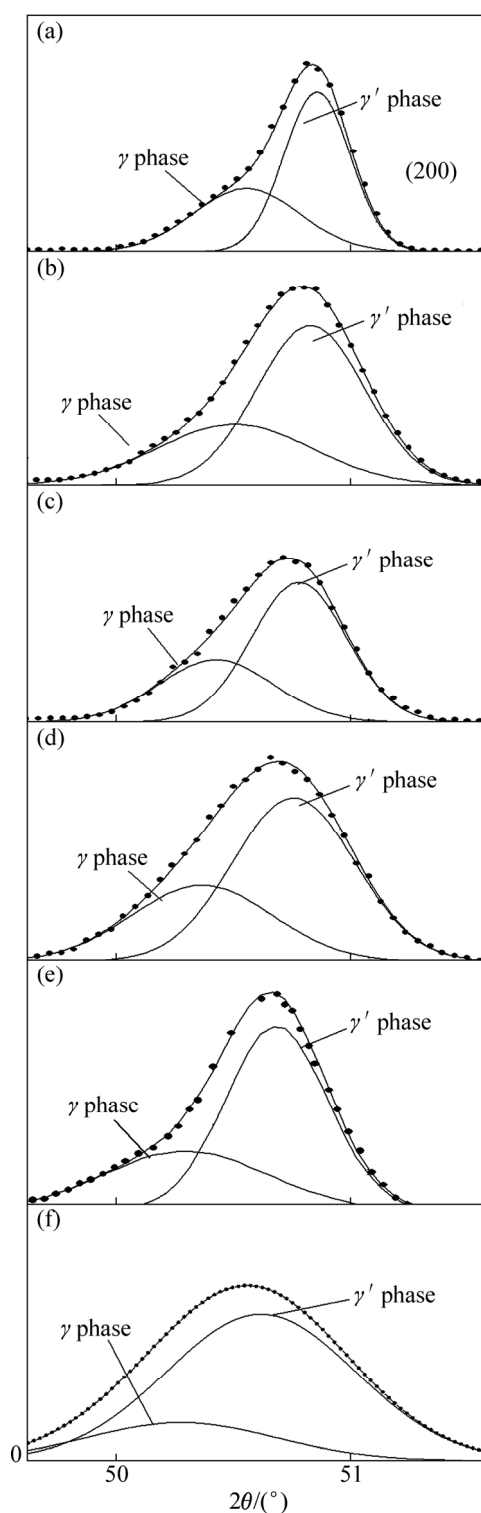 (a)
γ′ phase
γ phase
(200)
(b)
γ′ phase
γ phase
(c)
γ′ phase
γ phase
(d)
γ′ phase
γ phase
(e)
γ′ phase
γ phasc
(f)
γ′ phase
γ phase
0
50 51
2θ/(°)